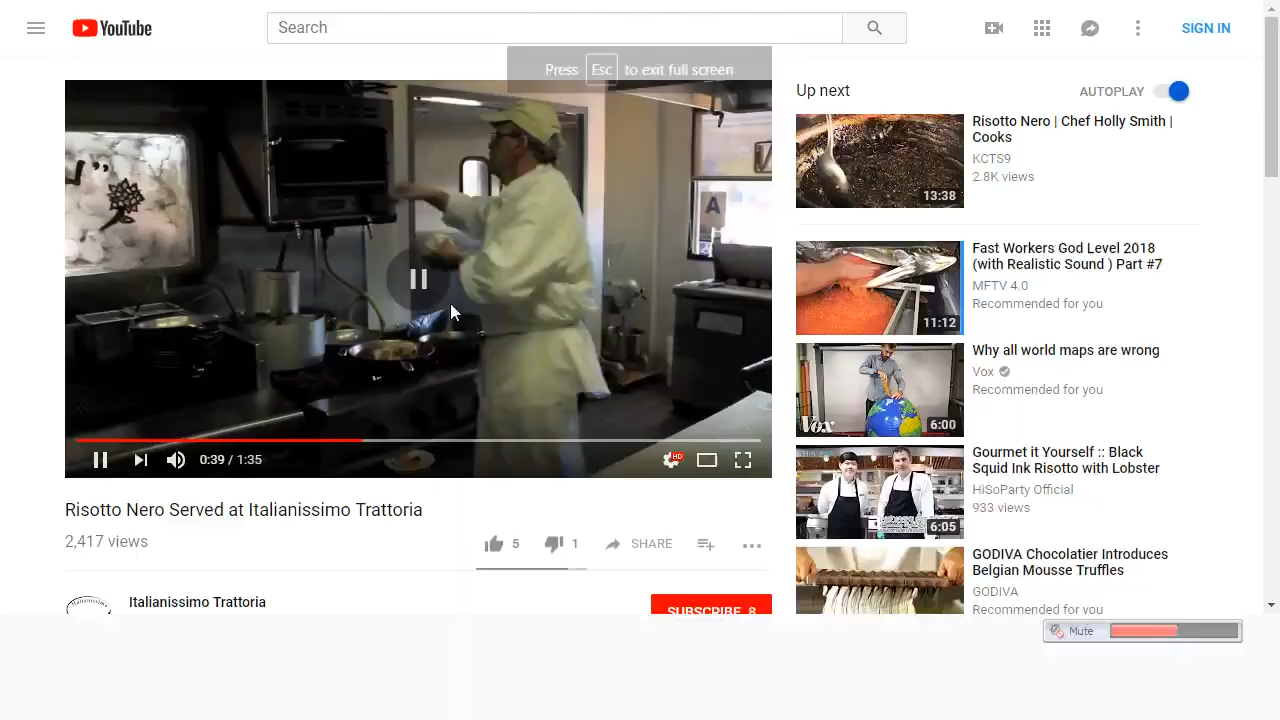 YouTube
Search
SIGN IN
Press Esc to exit full screen
A
0:39 / 1:35
HD
Risotto Nero Served at Italianissimo Trattoria
2,417 views
5
1
SHARE
Italianissimo Trattoria
SUBSCRIBE 8
Up next
AUTOPLAY
Risotto Nero | Chef Holly Smith |
Cooks
KCTS9
2.8K views
13:38
Fast Workers God Level 2018
(with Realistic Sound ) Part #7
MFTV 4.0
Recommended for you
11:12
Why all world maps are wrong
Vox
Recommended for you
Vox
6:00
Gourmet it Yourself :: Black
Squid Ink Risotto with Lobster
HiSoParty Official
933 views
6:05
GODIVA Chocolatier Introduces
Belgian Mousse Truffles
GODIVA
Recommended for you
Mute